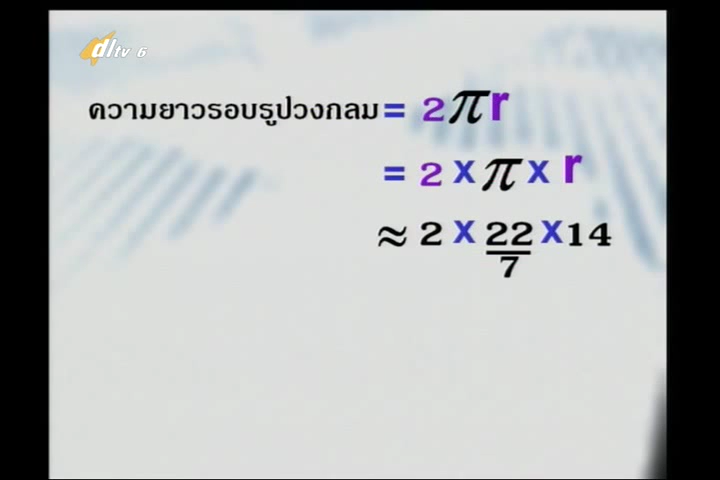 dltv 6
ความยาวรอบรูปวงกลม = 2πr
= 2 x π x r
≈ 2 x 22/7 x 14